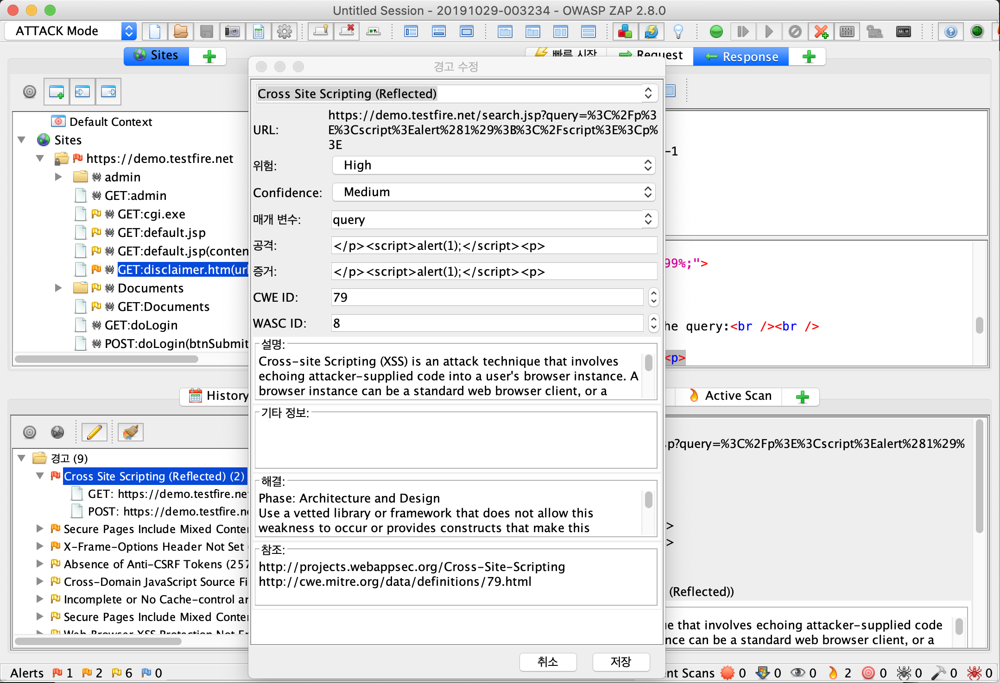 Untitled Session - 20191029-003234 - OWASP ZAP 2.8.0
ATTACK Mode
Sites
빠른 시작
Request
Response
Default Context
Sites
https://demo.testfire.net
admin
GET:admin
GET:cgi.exe
GET:default.jsp
GET:default.jsp(conten
GET:disclaimer.htm(url
Documents
GET:Documents
GET:doLogin
POST:doLogin(btnSubmit
경고 수정
Cross Site Scripting (Reflected)
URL:
https://demo.testfire.net/search.jsp?query=%3C%2Fp%3
E%3Cscript%3Ealert%281%29%3B%3C%2Fscript%3E%3Cp%
3E
위험:
High
Confidence:
Medium
매개 변수:
query
공격:
</p><script>alert(1);</script><p>
증거:
</p><script>alert(1);</script><p>
CWE ID:
79
WASC ID:
8
설명:
Cross-site Scripting (XSS) is an attack technique that involves
echoing attacker-supplied code into a user's browser instance. A
browser instance can be a standard web browser client, or a
기타 정보:
해결:
Phase: Architecture and Design
Use a vetted library or framework that does not allow this
weakness to occur or provides constructs that make this
참조:
http://projects.webappsec.org/Cross-Site-Scripting
http://cwe.mitre.org/data/definitions/79.html
취소
저장
-1
99%;">
he query:<br /><br />
<p>
History
Active Scan
경고 (9)
Cross Site Scripting (Reflected) (2)
GET: https://demo.testfire.ne
POST: https://demo.testfire.n
Secure Pages Include Mixed Conte
X-Frame-Options Header Not Set
Absence of Anti-CSRF Tokens (257
Cross-Domain JavaScript Source Fi
Incomplete or No Cache-control ar
Secure Pages Include Mixed Conte
Web Browser XSS Protection Not Er
sp?query=%3C%2Fp%3E%3Cscript%3Ealert%281%29%
>
>
(Reflected))
ue that involves echoing attacker-supplied code
nce can be a standard web browser client, or a
Alerts 1 2 6 0
nt Scans 0 0 0 2 0 0 0 0